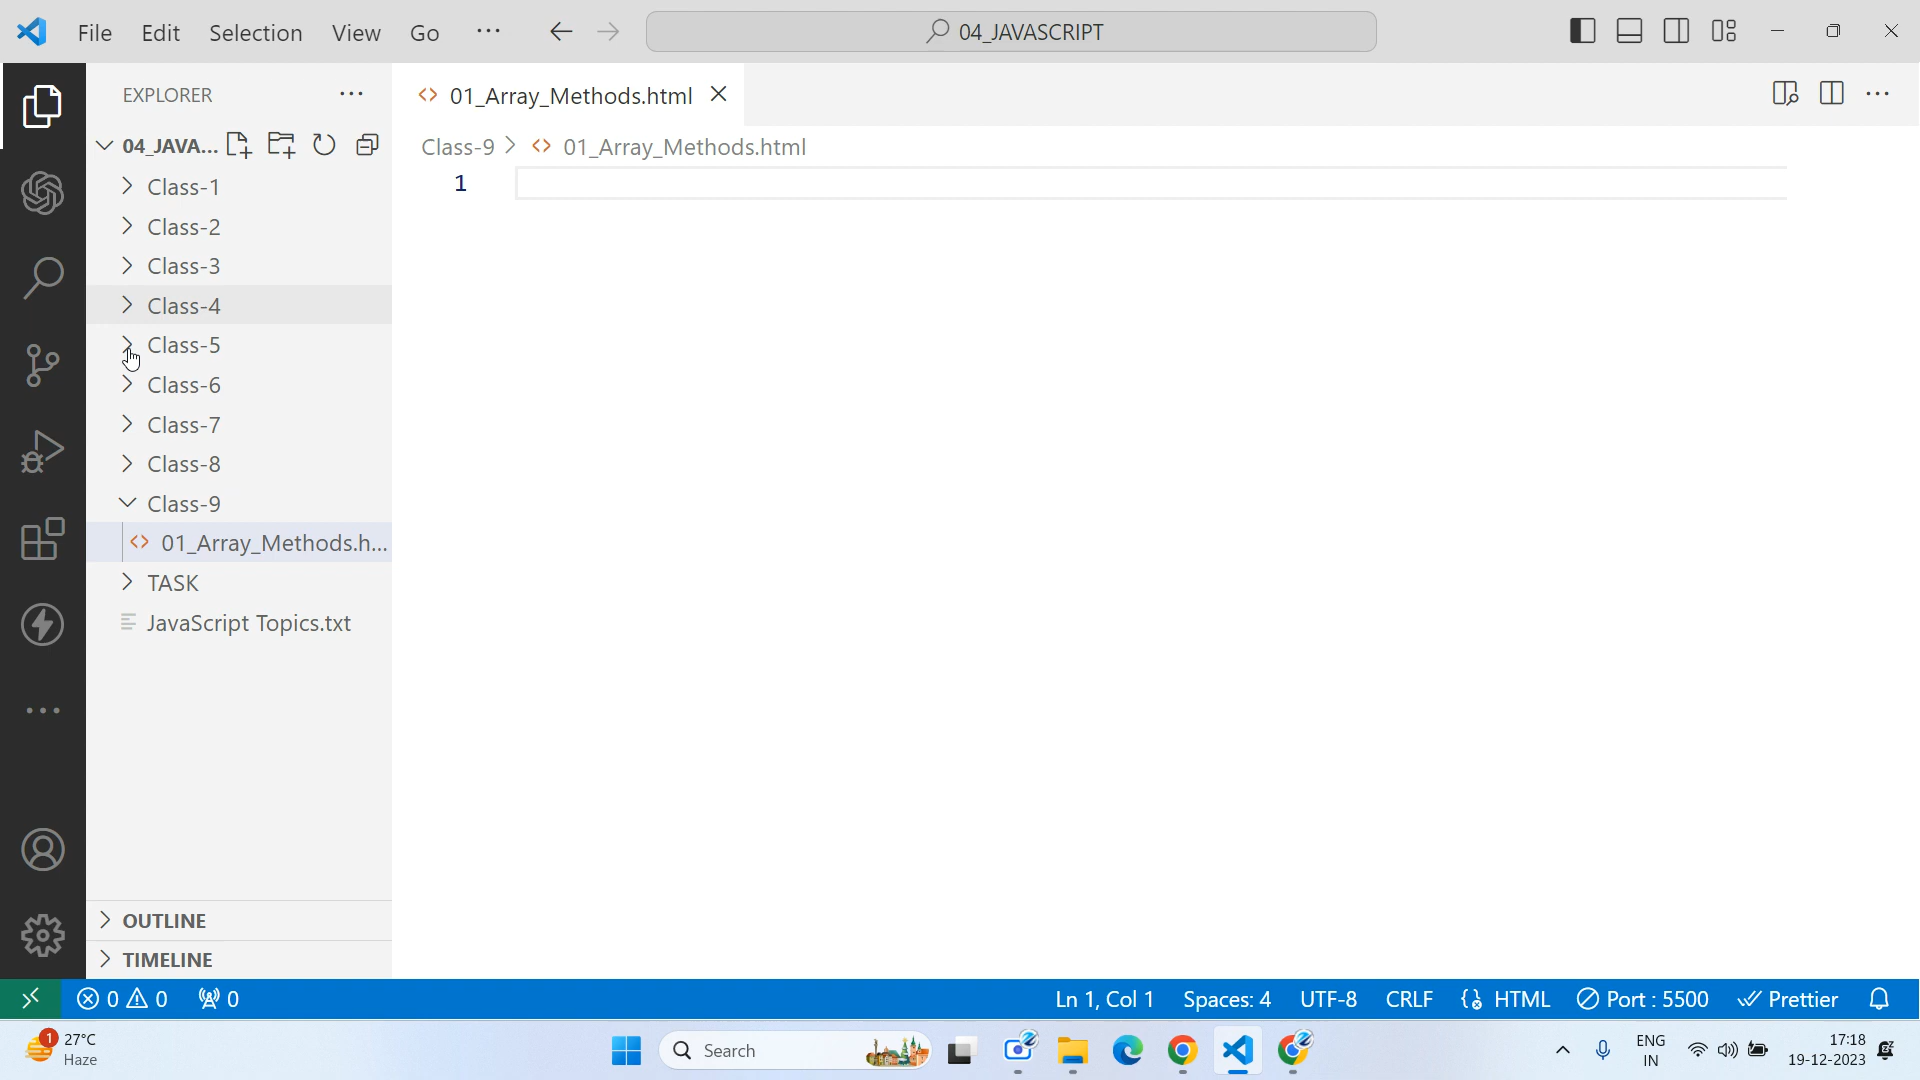 File Edit Selection View Go ... 04_JAVASCRIPT
EXPLORER ...
01_Array_Methods.html
04_JAVA...
Class-9 > 01_Array_Methods.html
1
Class-1
Class-2
Class-3
Class-4
Class-5
Class-6
Class-7
Class-8
Class-9
01_Array_Methods.h...
TASK
JavaScript Topics.txt
OUTLINE
TIMELINE
0 0 0 Ln 1, Col 1 Spaces: 4 UTF-8 CRLF HTML Port : 5500 Prettier
1 27°C
Haze
Search
ENG
IN
17:18
19-12-2023